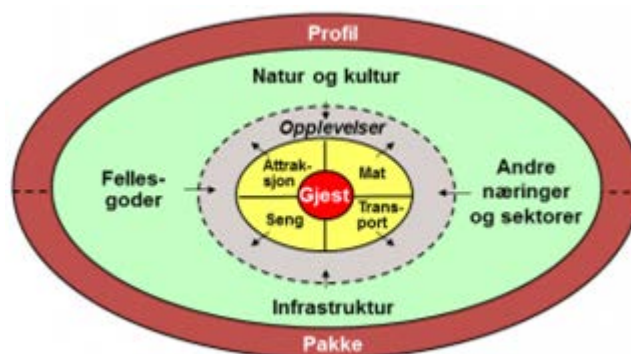 Profil
Natur og kultur
Opplevelser
Attrak-
sjon
Mat
Gjest
Seng
Trans-
port
Felles-
goder
Andre
næringer
og sektorer
Infrastruktur
Pakke